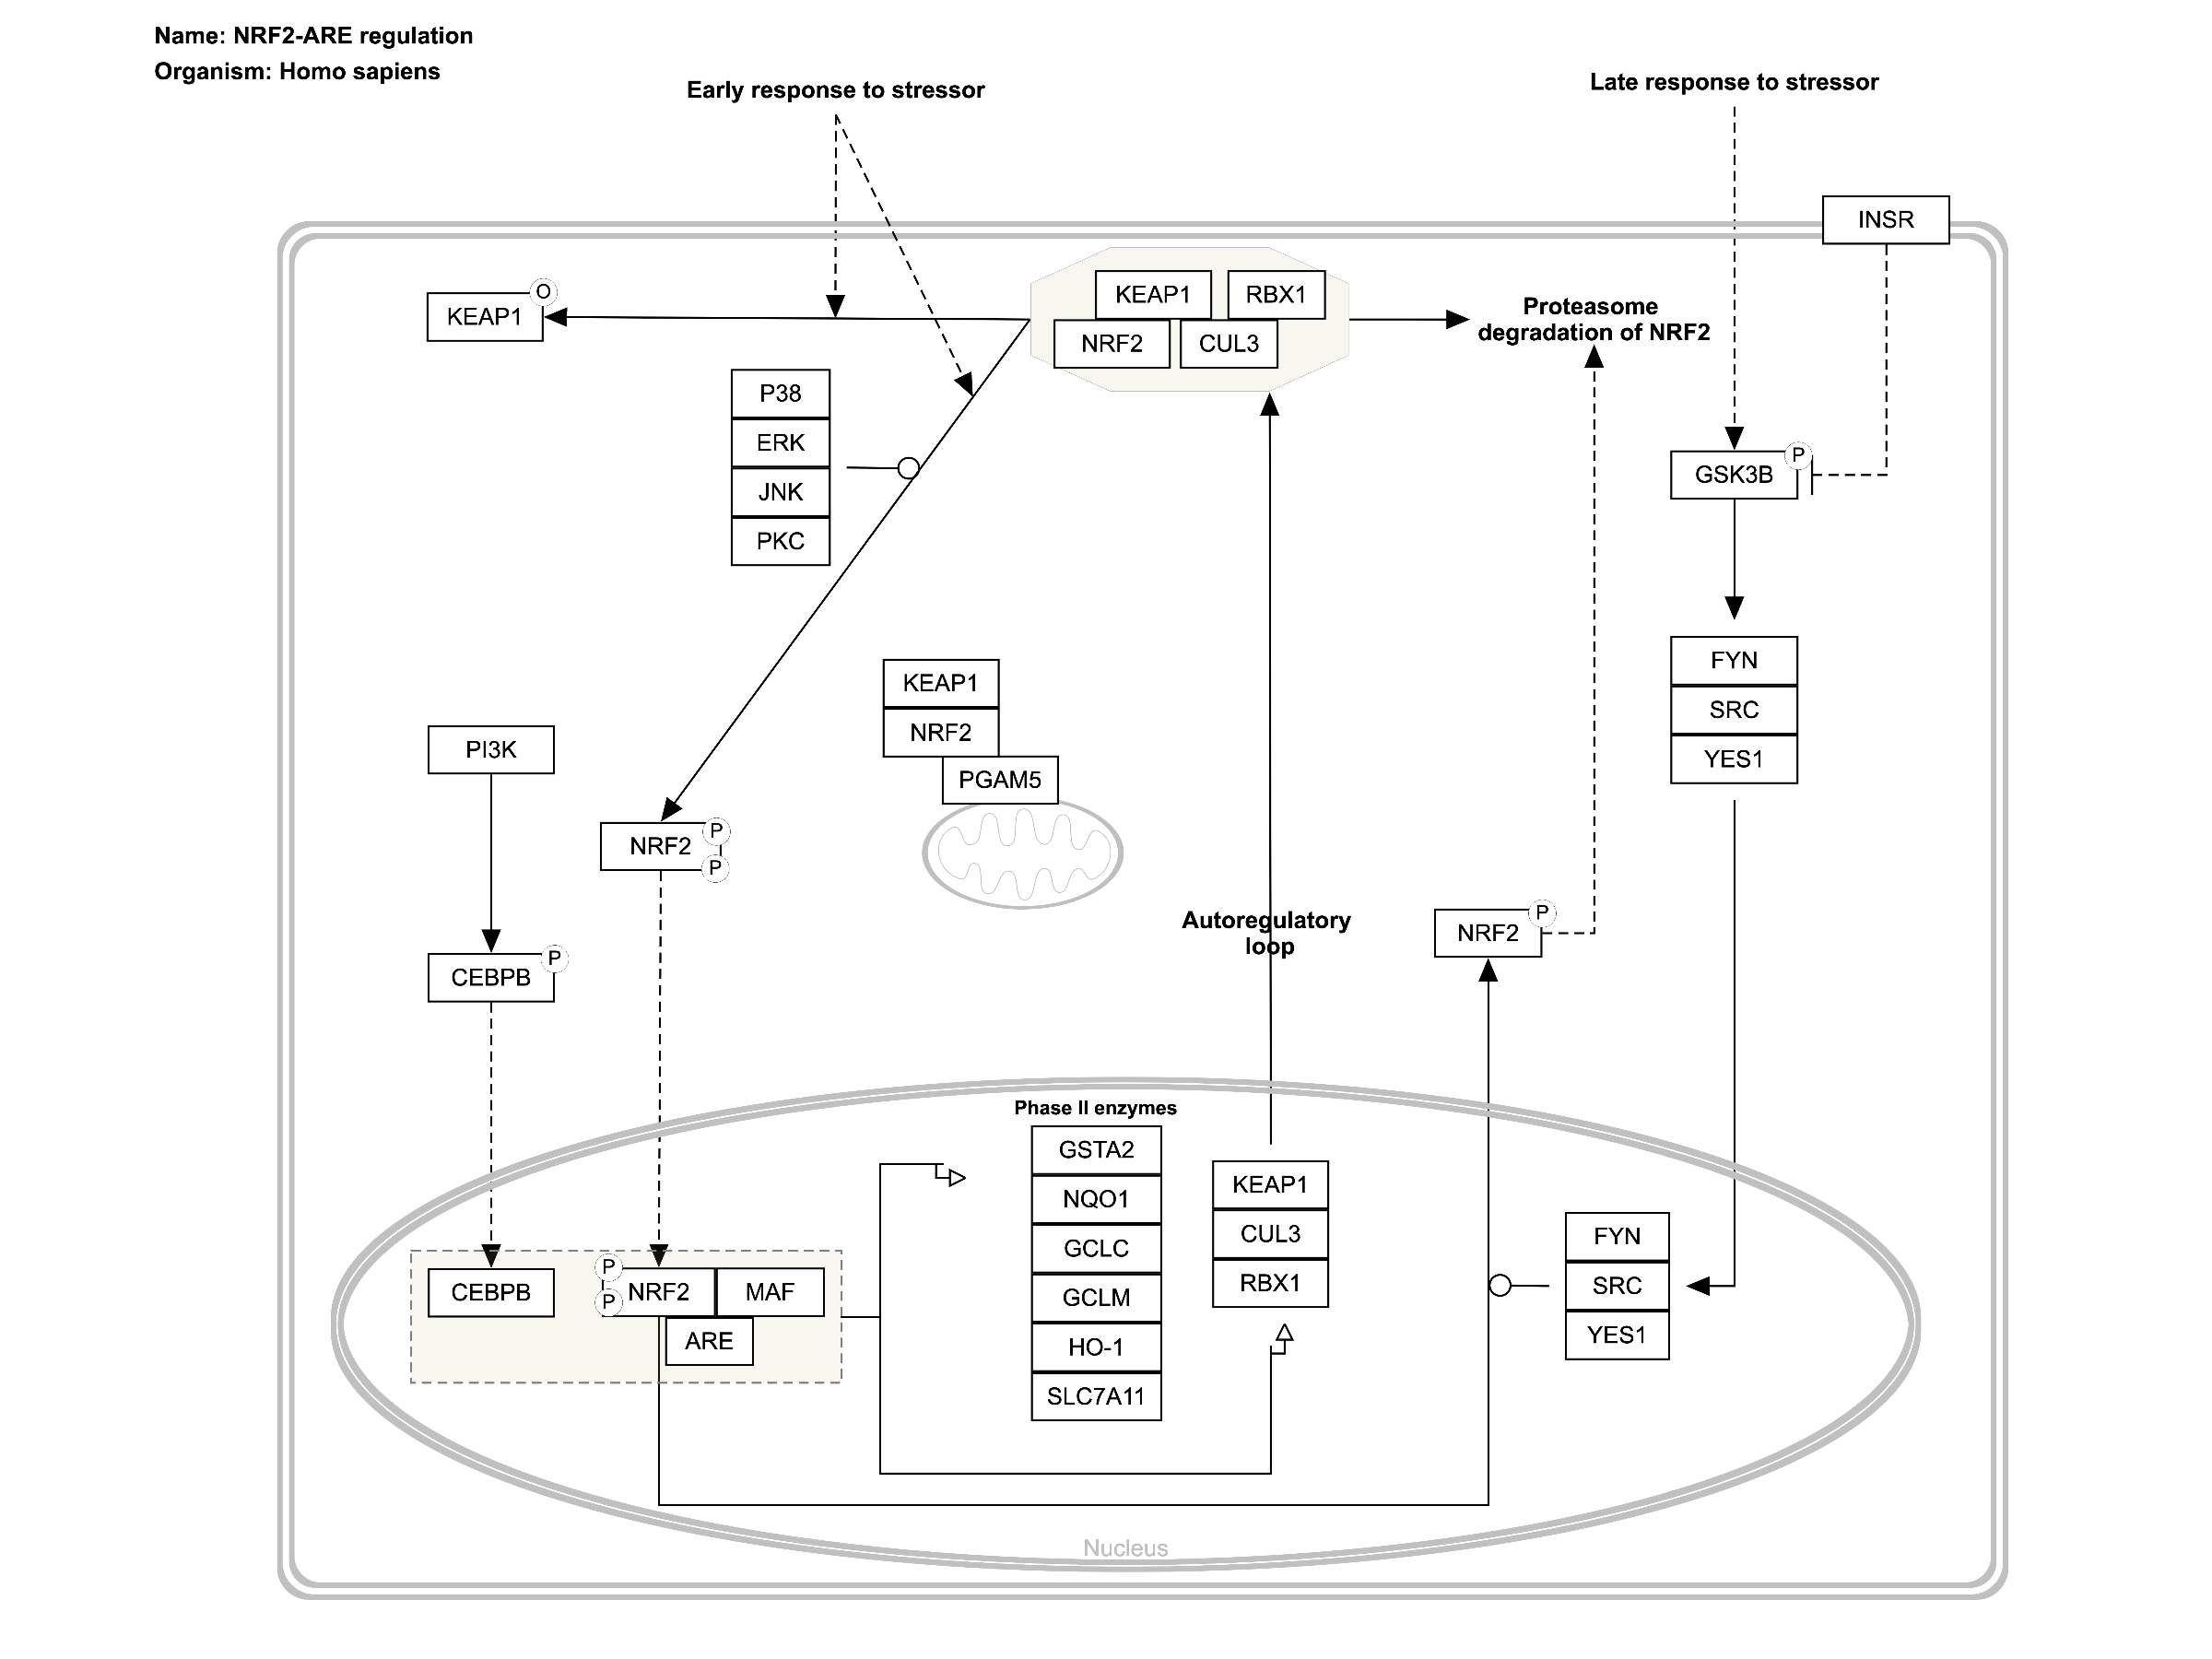 Name: NRF2-ARE regulation
Organism: Homo sapiens
Early response to stressor
Late response to stressor
INSR
KEAP1
O
KEAP1
RBX1
NRF2
CUL3
Proteasome
degradation of NRF2
P38
ERK
JNK
PKC
GSK3B
P
FYN
SRC
YES1
KEAP1
NRF2
PGAM5
PI3K
NRF2
P
P
CEBPB
P
Autoregulatory
loop
NRF2
P
Phase II enzymes
GSTA2
NQO1
GCLC
GCLM
HO-1
SLC7A11
KEAP1
CUL3
RBX1
FYN
SRC
YES1
CEBPB
P
P
NRF2
MAF
ARE
Nucleus